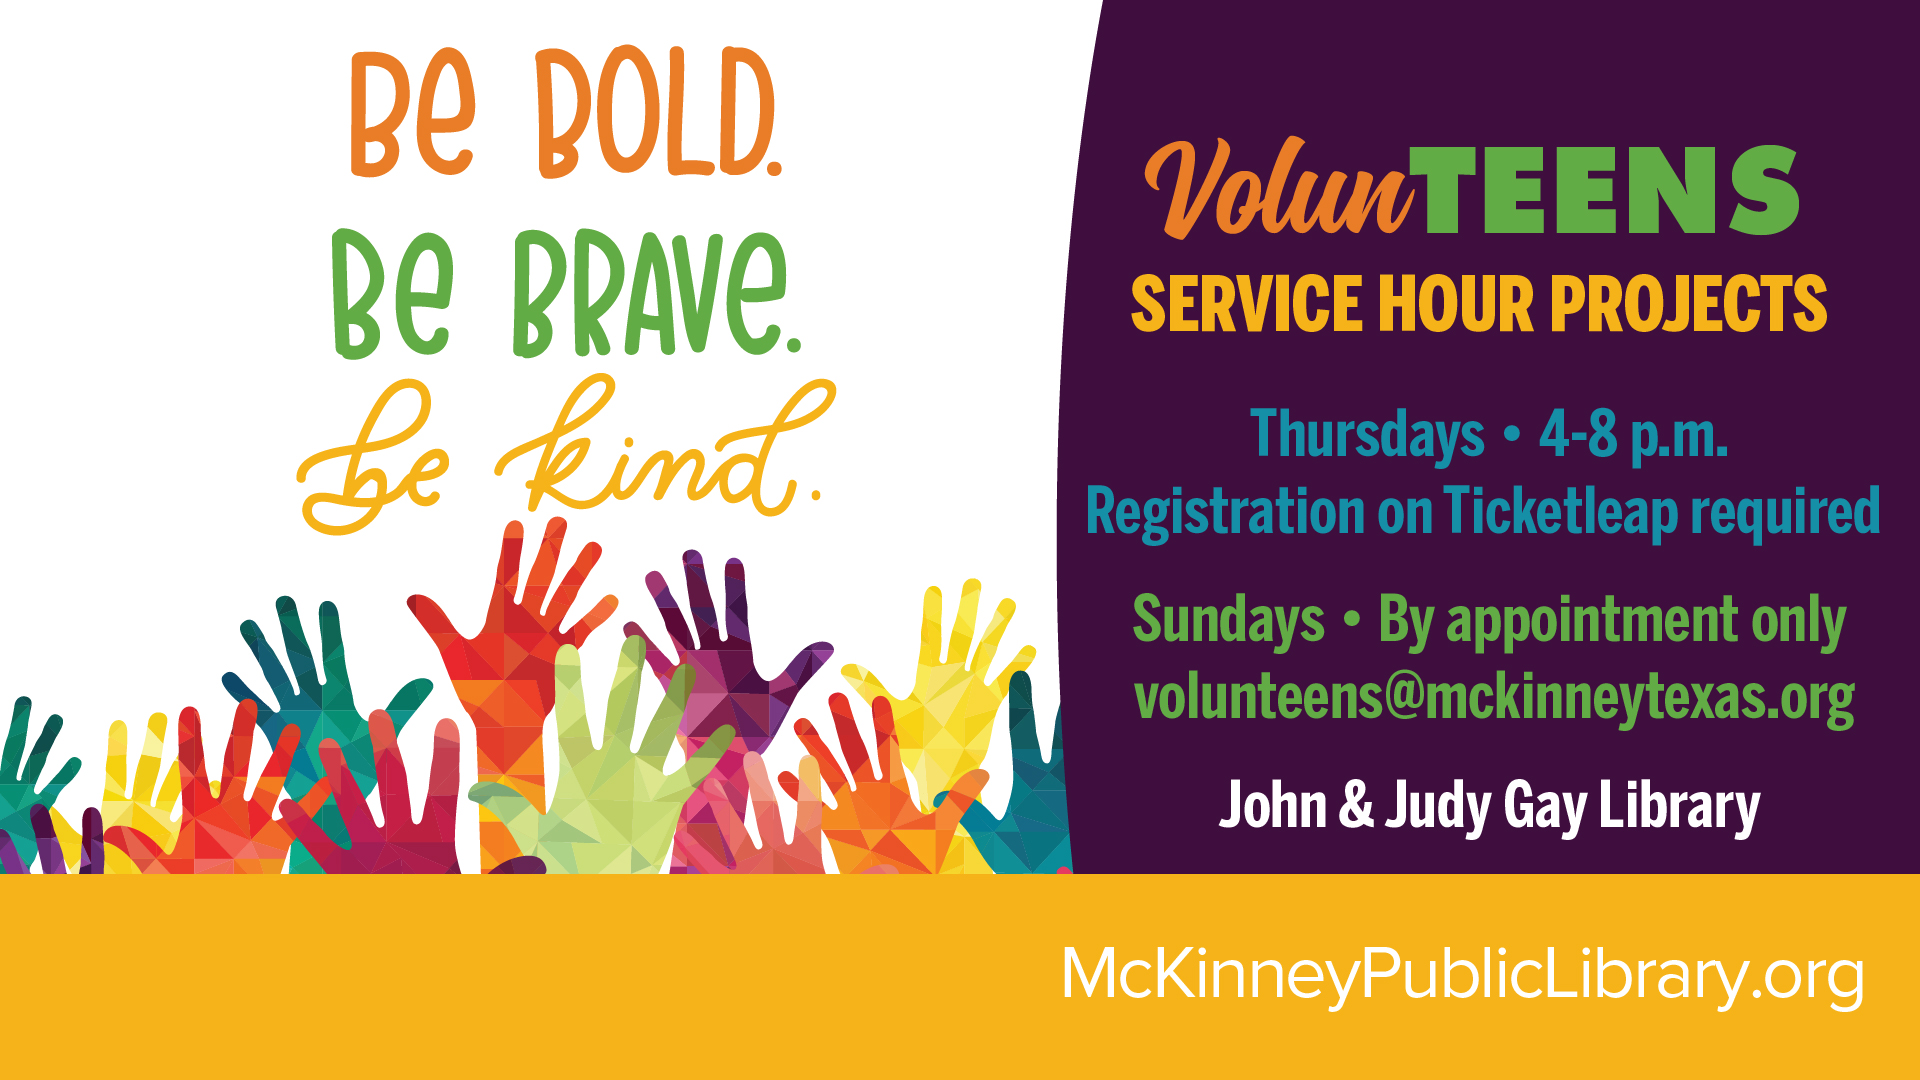 Be BOLD.
Be BRAVe.
be kind.
VolunTEENS
SERVICE HOUR PROJECTS
Thursdays • 4-8 p.m.
Registration on Ticketleap required
Sundays • By appointment only
volunteens@mckinneytexas.org
John & Judy Gay Library
McKinneyPublicLibrary.org